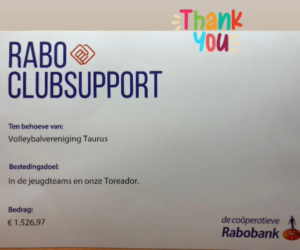 Thank
you
RABO
CLUBSUPPORT
Ten behoeve van:
Volleybalvereniging Taurus
Bestedingsdoel:
In de jeugdteams en onze Toreador.
Bedrag:
€ 1.526,97
de coöperatieve
Rabobank